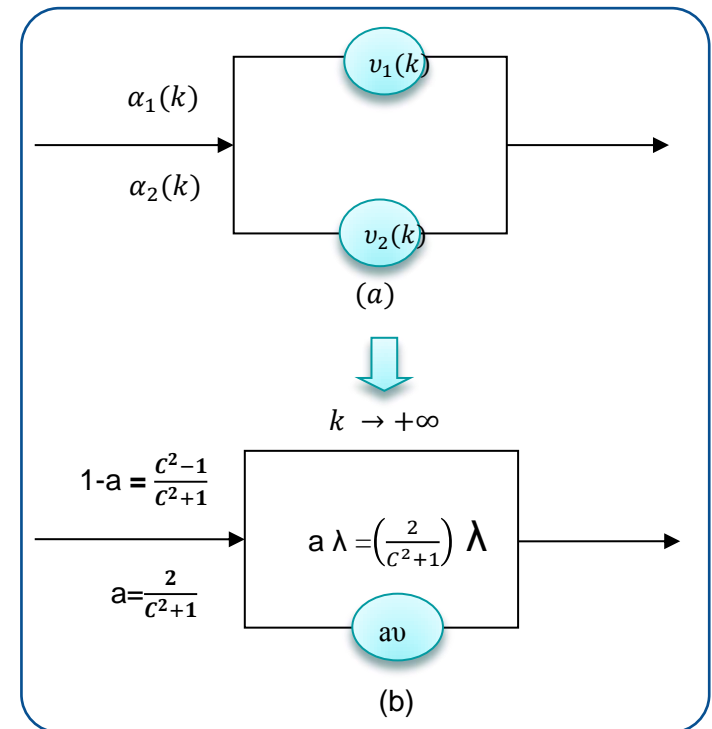 υ₁(k)
α₁(k)
α₂(k)
υ₂(k)
(a)
k → +∞
1-a = C²−1/C²+1
a λ =(2/C²+1) λ
a=2/C²+1
aυ
(b)